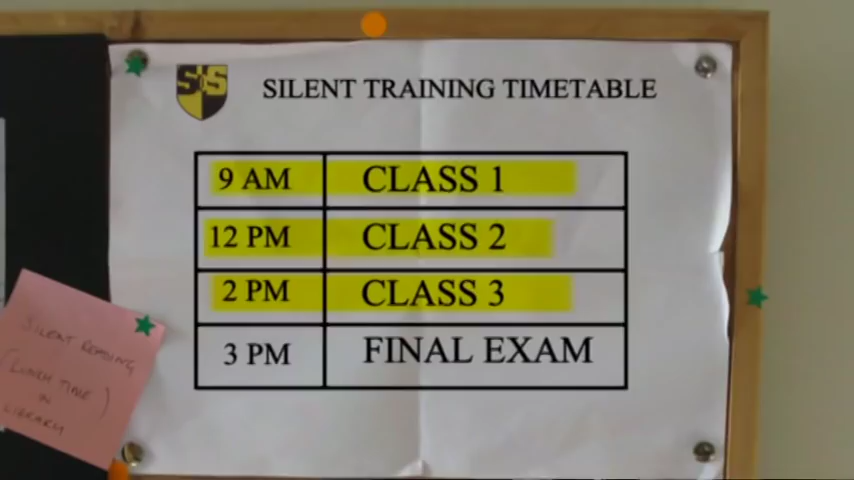 SS
SILENT TRAINING TIMETABLE
9 AM CLASS 1
12 PM CLASS 2
2 PM CLASS 3
3 PM FINAL EXAM
SILENT READING
(LUNCH TIME)
IN
LIBRARY